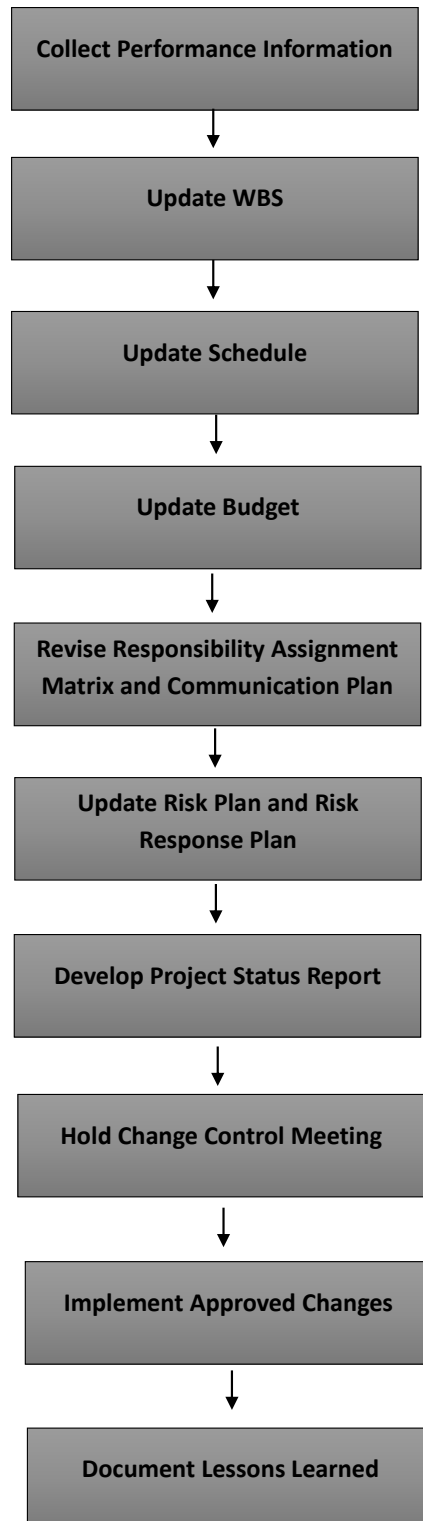 Collect Performance Information
Update WBS
Update Schedule
Update Budget
Revise Responsibility Assignment
Matrix and Communication Plan
Update Risk Plan and Risk
Response Plan
Develop Project Status Report
Hold Change Control Meeting
Implement Approved Changes
Document Lessons Learned